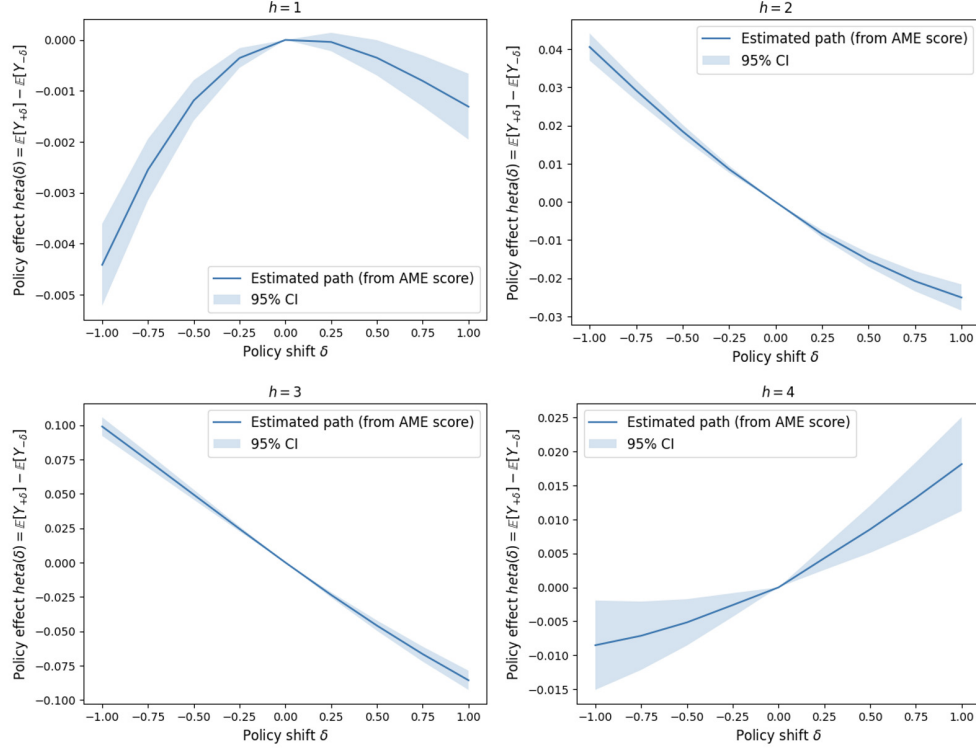 h = 1
0.000
−0.001
−0.002
−0.003
−0.004
−0.005
Policy effect heta(δ) = 𝔼[Y+δ] − 𝔼[Y−δ]
Estimated path (from AME score)
95% CI
−1.00 −0.75 −0.50 −0.25 0.00 0.25 0.50 0.75 1.00
Policy shift δ
h = 2
0.04
0.03
0.02
0.01
0.00
−0.01
−0.02
−0.03
Policy effect heta(δ) = 𝔼[Y+δ] − 𝔼[Y−δ]
Estimated path (from AME score)
95% CI
−1.00 −0.75 −0.50 −0.25 0.00 0.25 0.50 0.75 1.00
Policy shift δ
h = 3
0.100
0.075
0.050
0.025
0.000
−0.025
−0.050
−0.075
−0.100
Policy effect heta(δ) = 𝔼[Y+δ] − 𝔼[Y−δ]
Estimated path (from AME score)
95% CI
−1.00 −0.75 −0.50 −0.25 0.00 0.25 0.50 0.75 1.00
Policy shift δ
h = 4
0.025
0.020
0.015
0.010
0.005
0.000
−0.005
−0.010
−0.015
Policy effect heta(δ) = 𝔼[Y+δ] − 𝔼[Y−δ]
Estimated path (from AME score)
95% CI
−1.00 −0.75 −0.50 −0.25 0.00 0.25 0.50 0.75 1.00
Policy shift δ